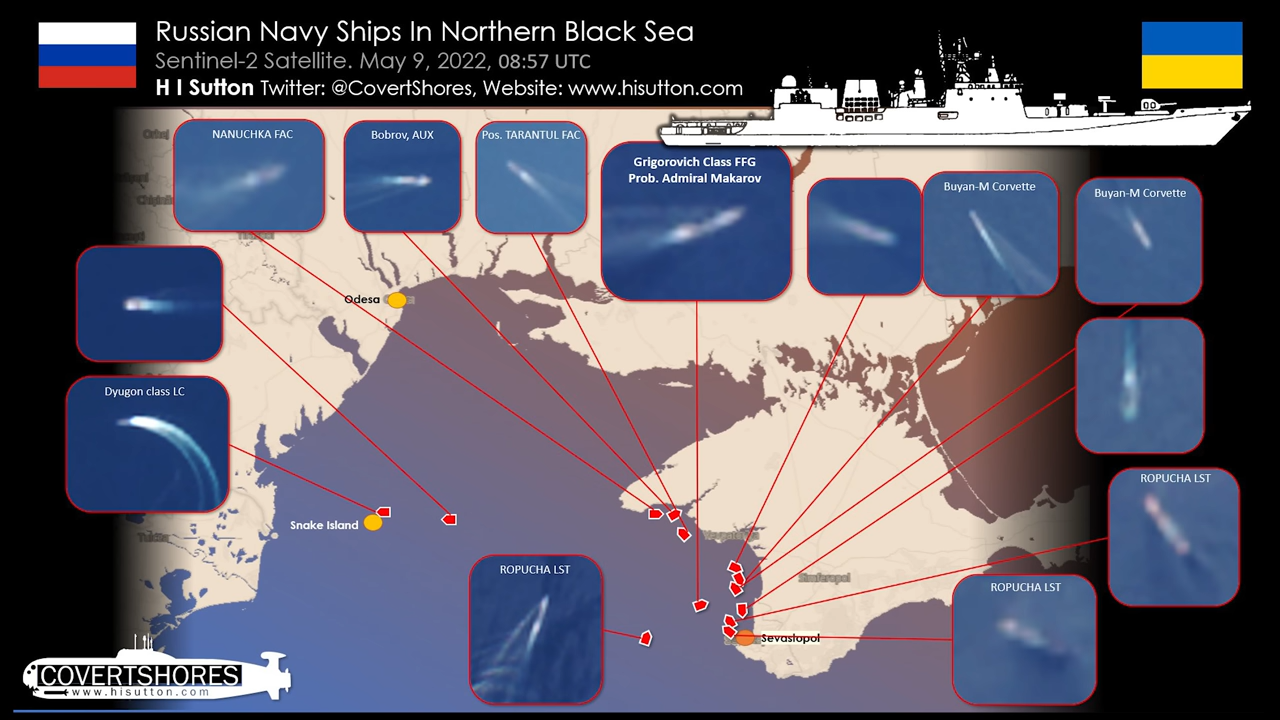 Russian Navy Ships In Northern Black Sea
Sentinel-2 Satellite. May 9, 2022, 08:57 UTC
H I Sutton Twitter: @CovertShores, Website: www.hisutton.com
NANUCHKA FAC
Bobrov, AUX
Pos. TARANTUL FAC
Grigorovich Class FFG
Prob. Admiral Makarov
Buyan-M Corvette
Buyan-M Corvette
Odesa
Dyugon class LC
Snake Island
ROPUCHA LST
ROPUCHA LST
ROPUCHA LST
Simferopol
Sevastopol
COVERTSHORES
www.hisutton.com